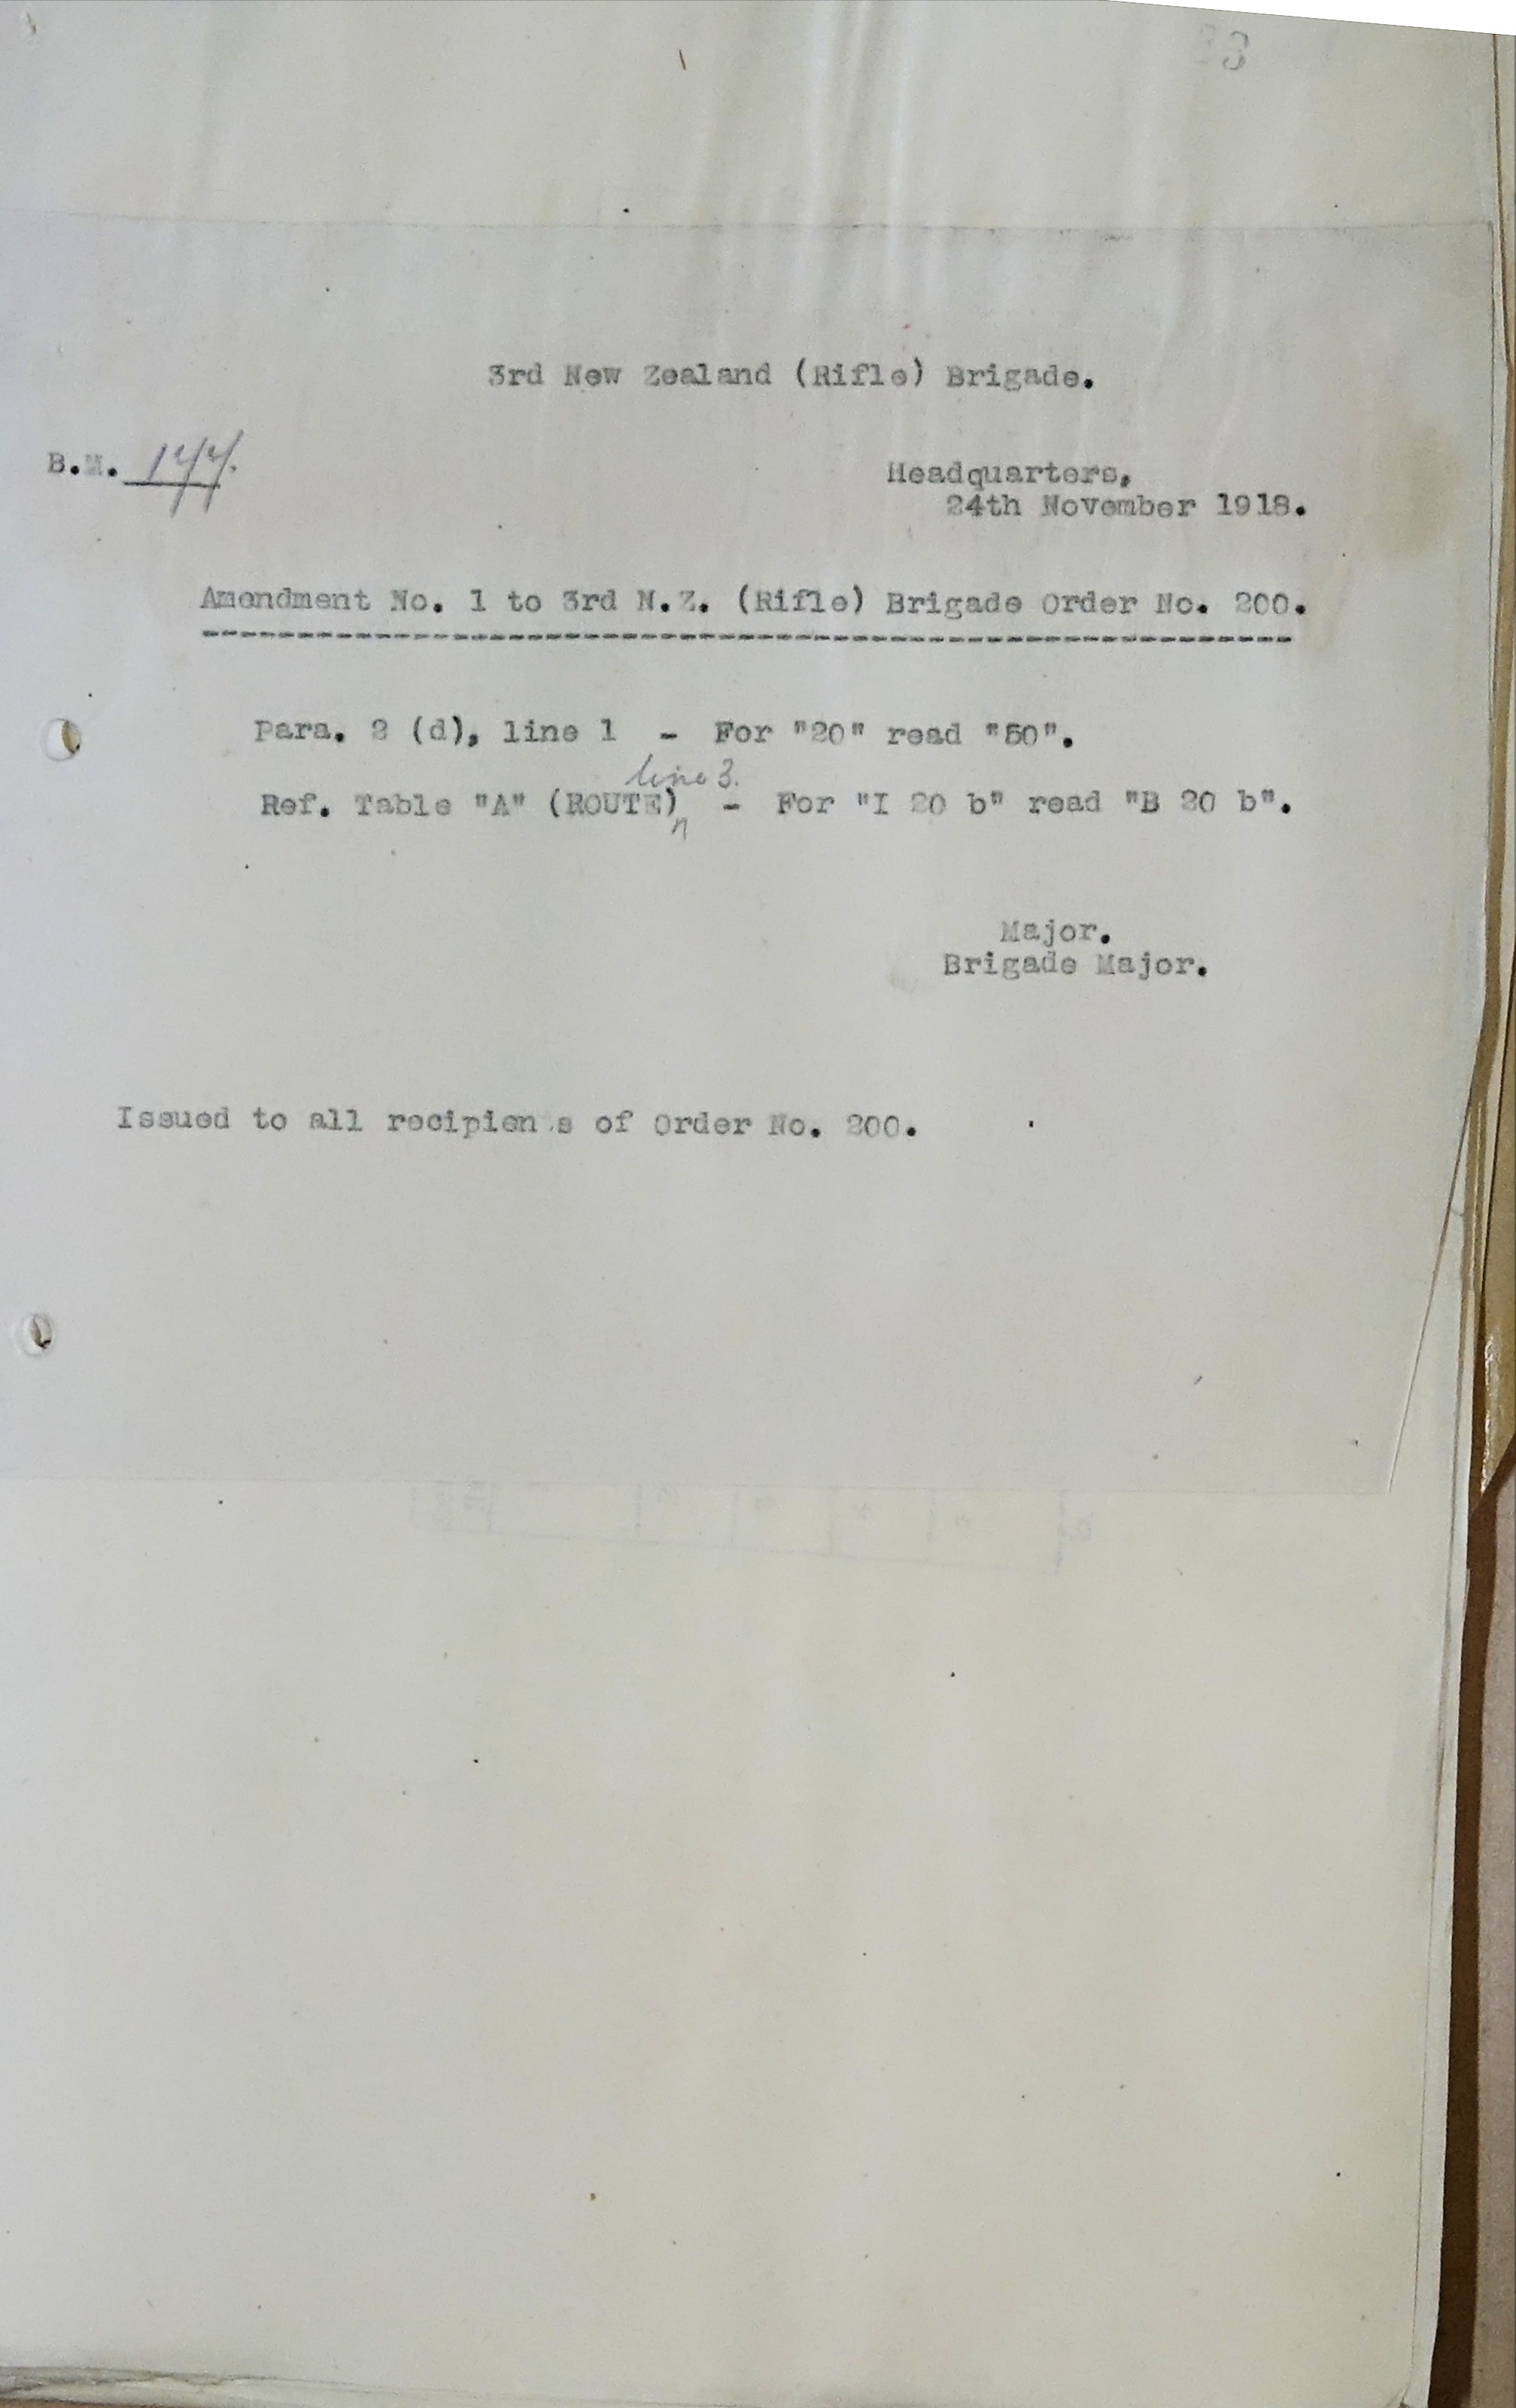 3rd New Zealand (Rifle) Brigade.
B.M. 177.
Headquarters,
24th November 1918.
Amendment No. 1 to 3rd N.Z. (Rifle) Brigade Order No. 200.
Para. 2 (d), line 1 - For "20" read "50".
line 3.
Ref. Table "A" (ROUTE) - For "I 20 b" read "B 20 b".
Major.
Brigade Major.
Issued to all recipients of Order No. 200.